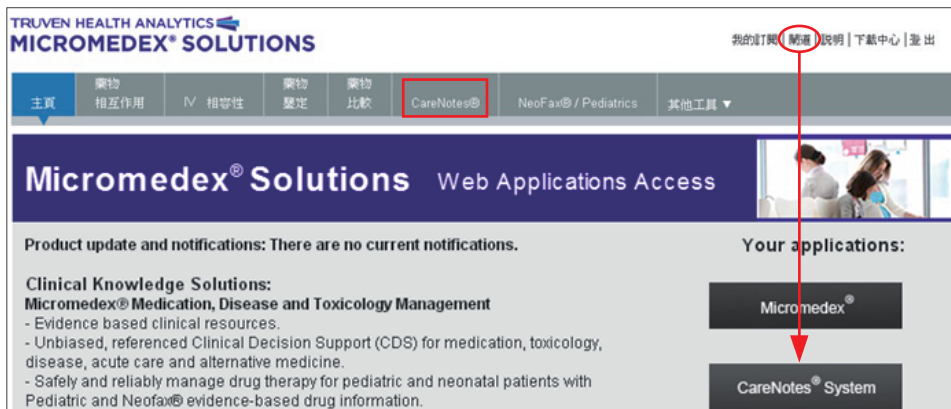 TRUVEN HEALTH ANALYTICS
MICROMEDEX® SOLUTIONS
我的訂閱 | 閘道 | 說明 | 下載中心 | 登出
主頁
藥物
相互作用
IV 相容性
藥物
鑒定
藥物
比較
CareNotes®
NeoFax® / Pediatrics
其他工具 ▼
Micromedex® Solutions Web Applications Access
Product update and notifications: There are no current notifications.
Your applications:
Clinical Knowledge Solutions:
Micromedex® Medication, Disease and Toxicology Management
- Evidence based clinical resources.
- Unbiased, referenced Clinical Decision Support (CDS) for medication, toxicology,
disease, acute care and alternative medicine.
- Safely and reliably manage drug therapy for pediatric and neonatal patients with
Pediatric and Neofax® evidence-based drug information.
Micromedex®
CareNotes® System